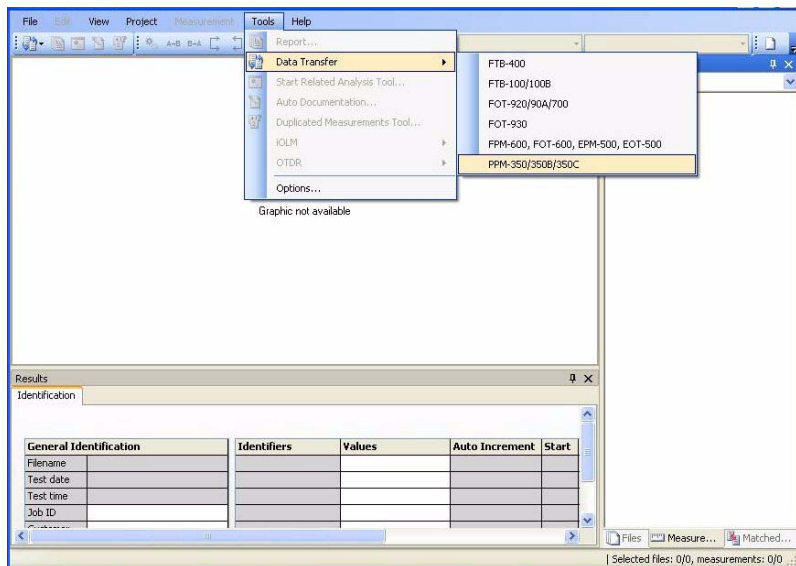 File Edit View Project Measurement Tools Help
A→B B→A
Report...
Data Transfer
Start Related Analysis Tool...
Auto Documentation...
Duplicated Measurements Tool...
iOLM
OTDR
Options...
FTB-400
FTB-100/100B
FOT-920/90A/700
FOT-930
FPM-600, FOT-600, EPM-500, EOT-500
PPM-350/350B/350C
Graphic not available
Results
Identification
General Identification Identifiers Values Auto Increment Start
Filename
Test date
Test time
Job ID
Customer
Files Measure... Matched...
Selected files: 0/0, measurements: 0/0